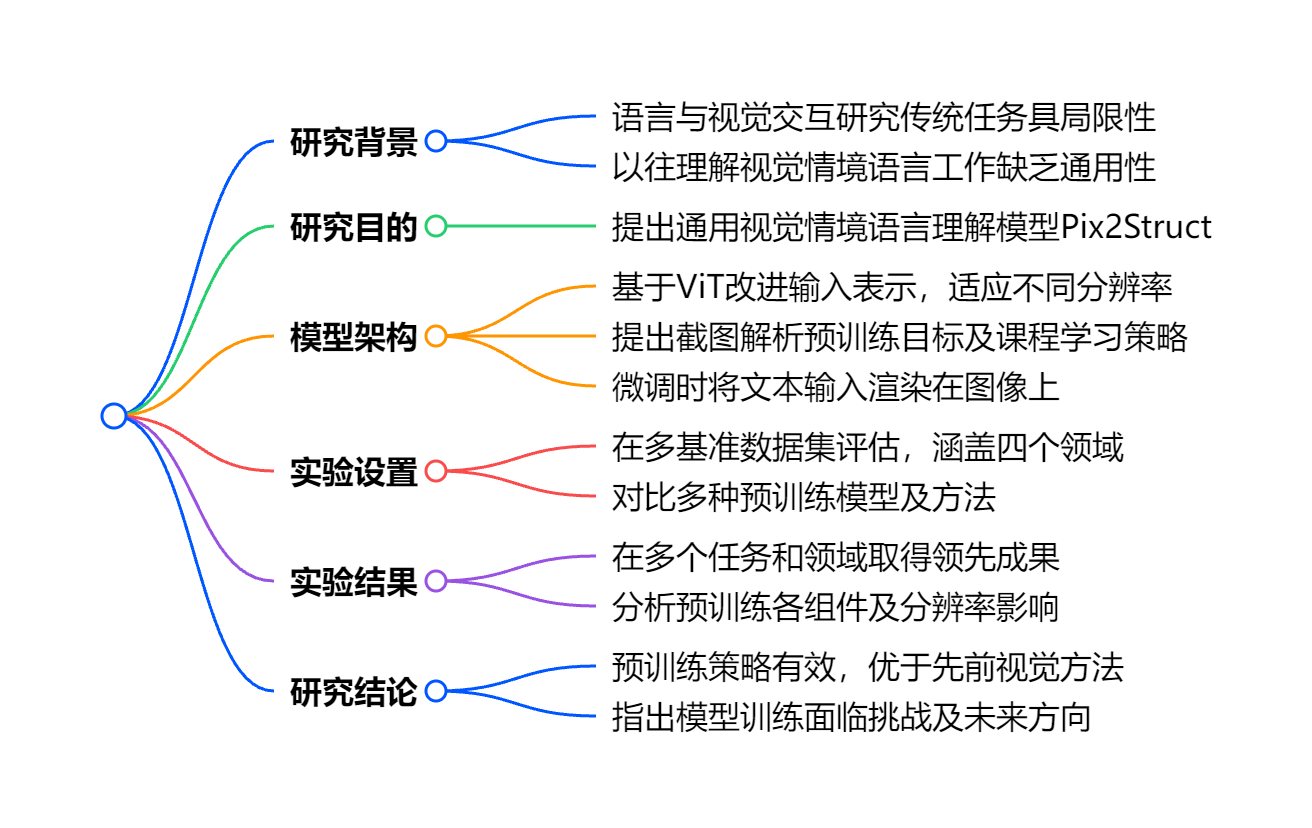 研究背景
语言与视觉交互研究传统任务具局限性
以往理解视觉情境语言工作缺乏通用性
研究目的
提出通用视觉情境语言理解模型Pix2Struct
模型架构
基于ViT改进输入表示，适应不同分辨率
提出截图解析预训练目标及课程学习策略
微调时将文本输入渲染在图像上
实验设置
在多基准数据集评估，涵盖四个领域
对比多种预训练模型及方法
实验结果
在多个任务和领域取得领先成果
分析预训练各组件及分辨率影响
研究结论
预训练策略有效，优于先前视觉方法
指出模型训练面临挑战及未来方向